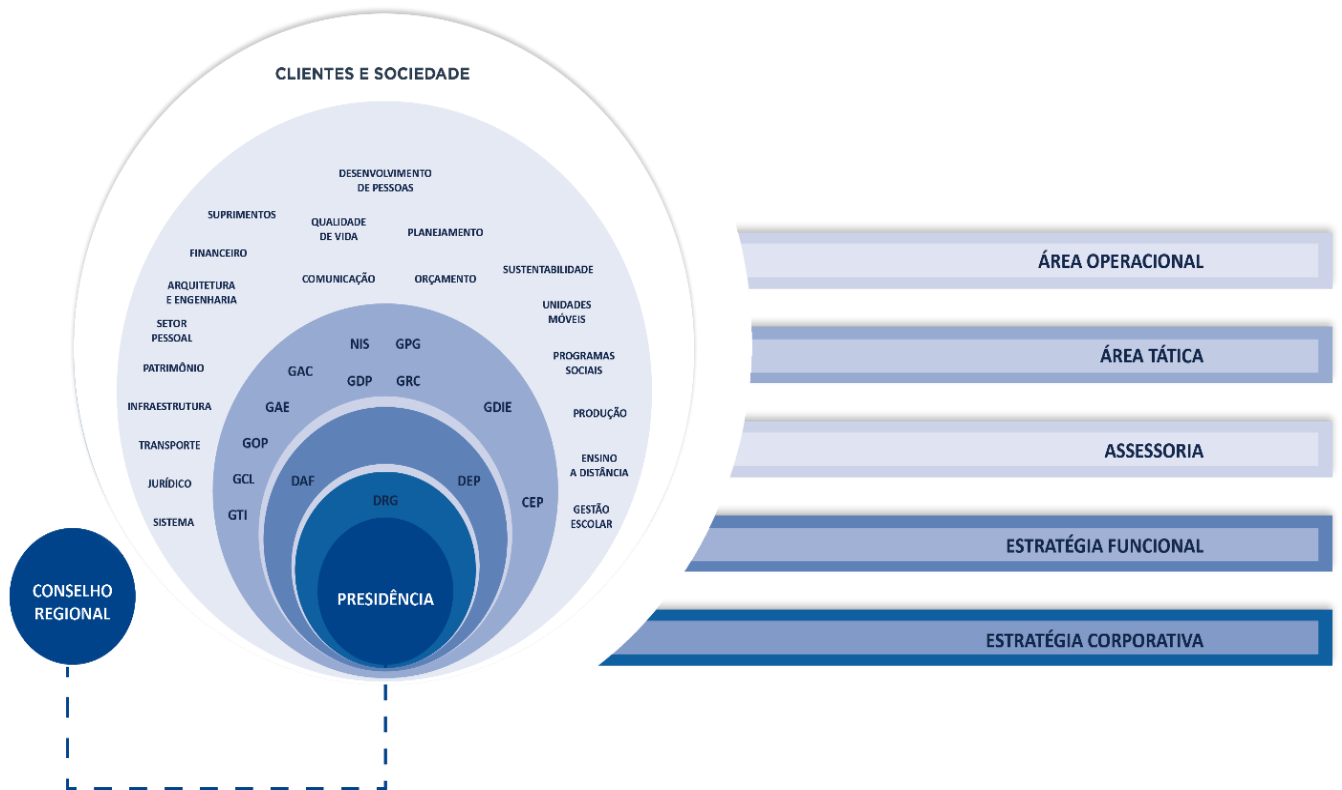 CLIENTES E SOCIEDADE
DESENVOLVIMENTO
DE PESSOAS
SUPRIMENTOS
QUALIDADE
DE VIDA
PLANEJAMENTO
FINANCEIRO
COMUNICAÇÃO
ORÇAMENTO
SUSTENTABILIDADE
ARQUITETURA
E ENGENHARIA
UNIDADES
MÓVEIS
SETOR
PESSOAL
PATRIMÔNIO
PROGRAMAS
SOCIAIS
INFRAESTRUTURA
PRODUÇÃO
TRANSPORTE
ENSINO
A DISTÂNCIA
JURÍDICO
GESTÃO
ESCOLAR
SISTEMA
NIS
GPG
GAC
GDP
GRC
GAE
GDIE
GOP
GCL
GTI
CEP
DAF
DEP
DRG
PRESIDÊNCIA
CONSELHO
REGIONAL
ÁREA OPERACIONAL
ÁREA TÁTICA
ASSESSORIA
ESTRATÉGIA FUNCIONAL
ESTRATÉGIA CORPORATIVA